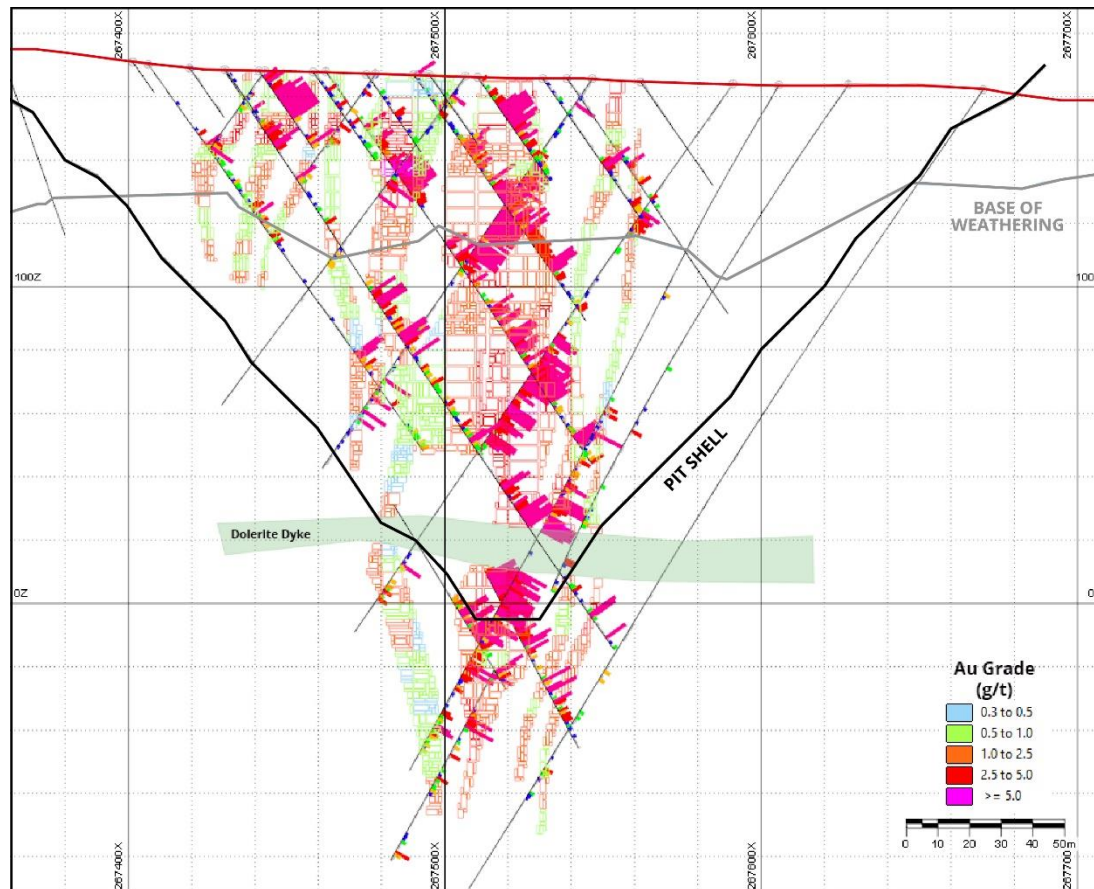 267400X
267500X
267600X
267700X
BASE OF
WEATHERING
100Z
100
PIT SHELL
Dolerite Dyke
0Z
0
Au Grade
(g/t)
0.3 to 0.5
0.5 to 1.0
1.0 to 2.5
2.5 to 5.0
>= 5.0
0 10 20 30 40 50m
267400X
267500X
267600X
267700